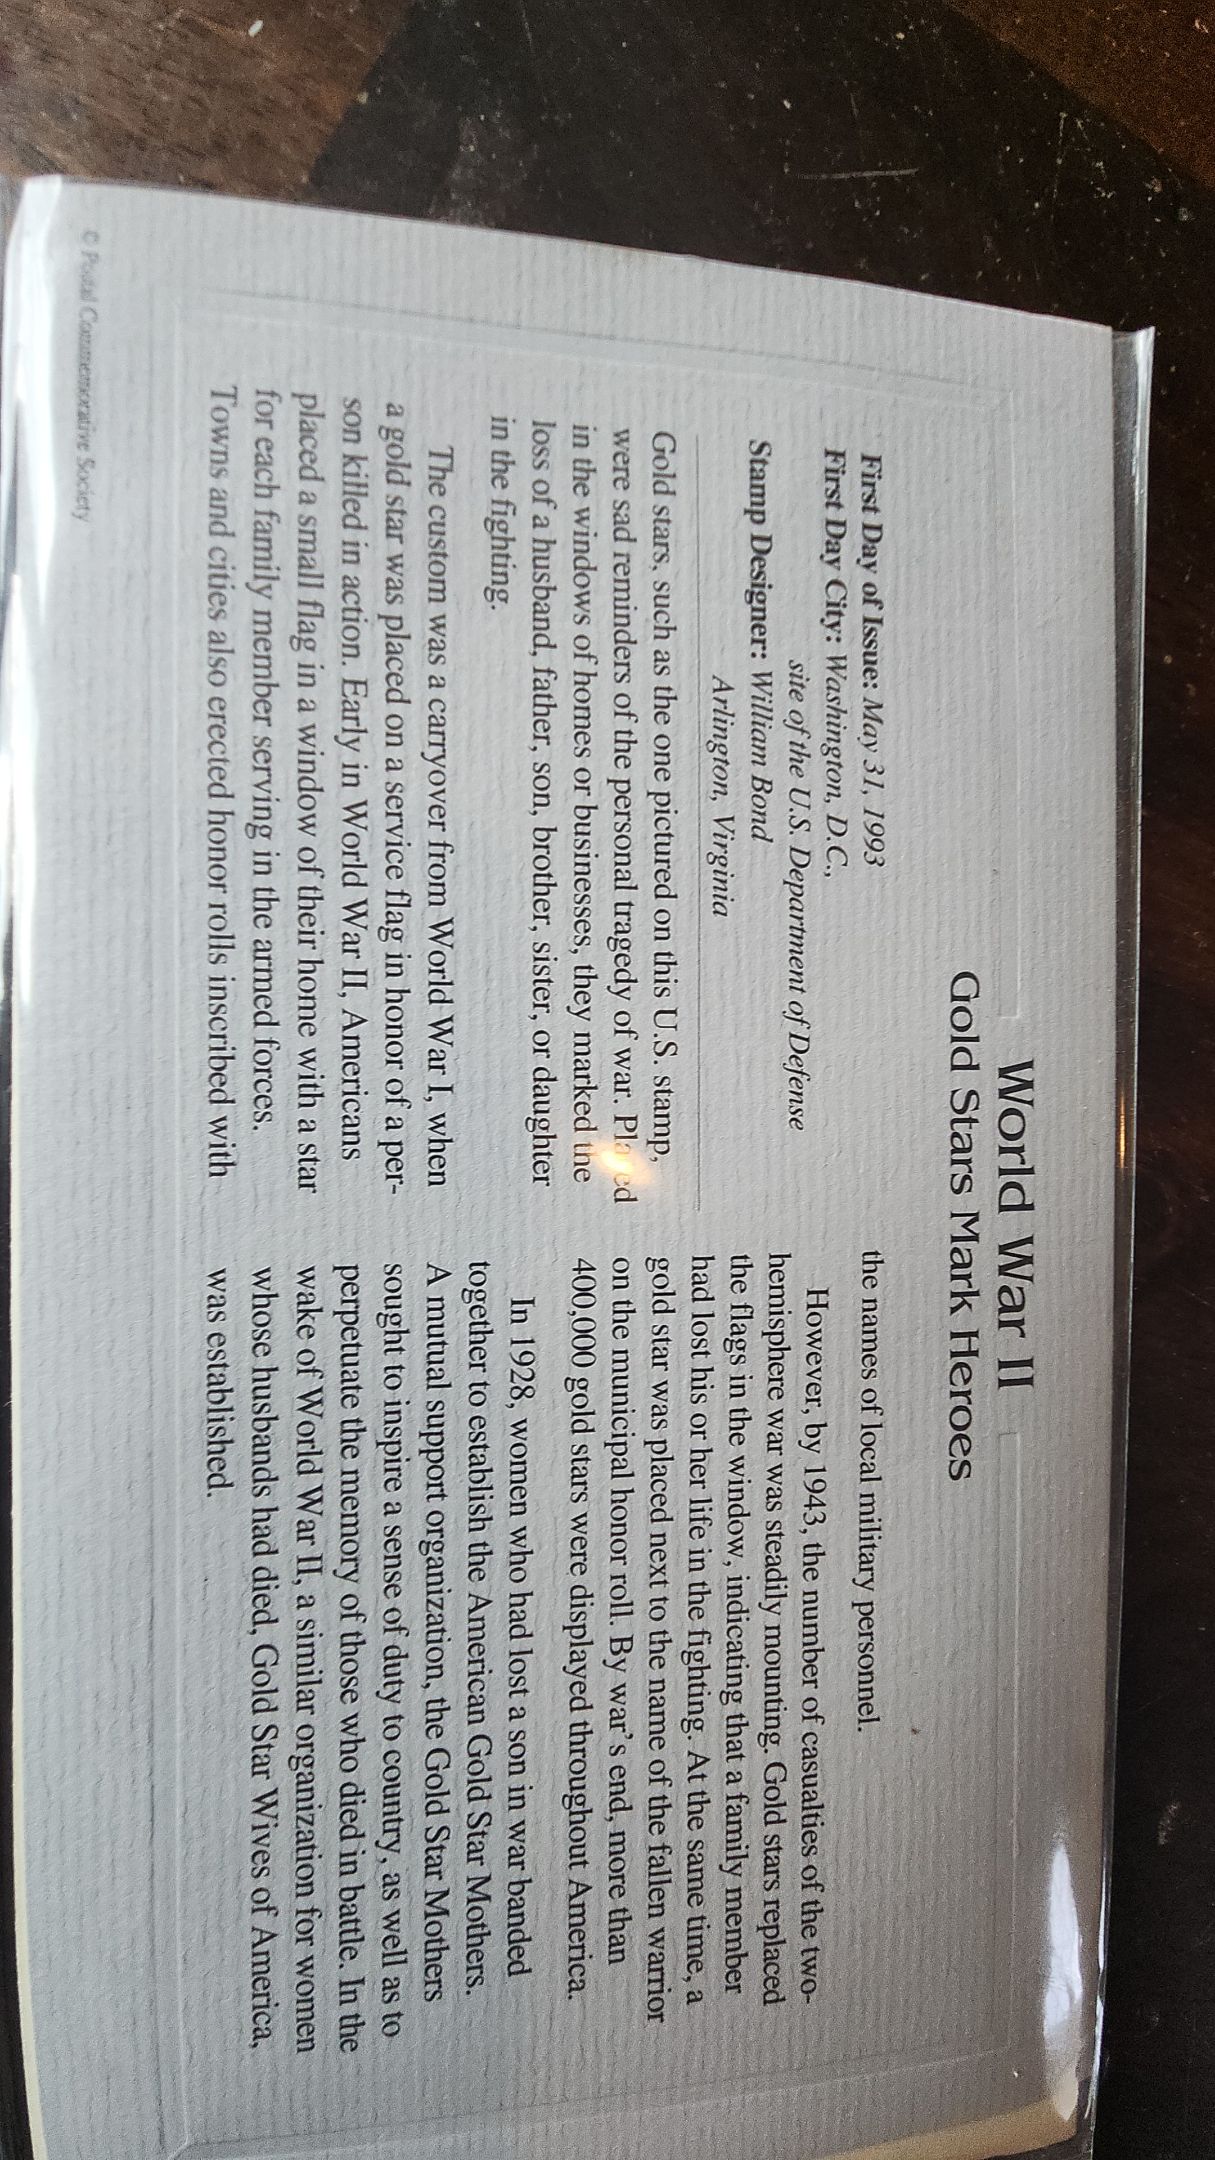 World War II
Gold Stars Mark Heroes
First Day of Issue: May 31, 1993
First Day City: Washington, D.C.,
site of the U.S. Department of Defense
Stamp Designer: William Bond
Arlington, Virginia
Gold stars, such as the one pictured on this U.S. stamp,
were sad reminders of the personal tragedy of war. Placed
in the windows of homes or businesses, they marked the
loss of a husband, father, son, brother, sister, or daughter
in the fighting.
The custom was a carryover from World War I, when
a gold star was placed on a service flag in honor of a per-
son killed in action. Early in World War II, Americans
placed a small flag in a window of their home with a star
for each family member serving in the armed forces.
Towns and cities also erected honor rolls inscribed with
the names of local military personnel.
However, by 1943, the number of casualties of the two-
hemisphere war was steadily mounting. Gold stars replaced
the flags in the window, indicating that a family member
had lost his or her life in the fighting. At the same time, a
gold star was placed next to the name of the fallen warrior
on the municipal honor roll. By war's end, more than
400,000 gold stars were displayed throughout America.
In 1928, women who had lost a son in war banded
together to establish the American Gold Star Mothers.
A mutual support organization, the Gold Star Mothers
sought to inspire a sense of duty to country, as well as to
perpetuate the memory of those who died in battle. In the
wake of World War II, a similar organization for women
whose husbands had died, Gold Star Wives of America,
was established.
© Postal Commemorative Society